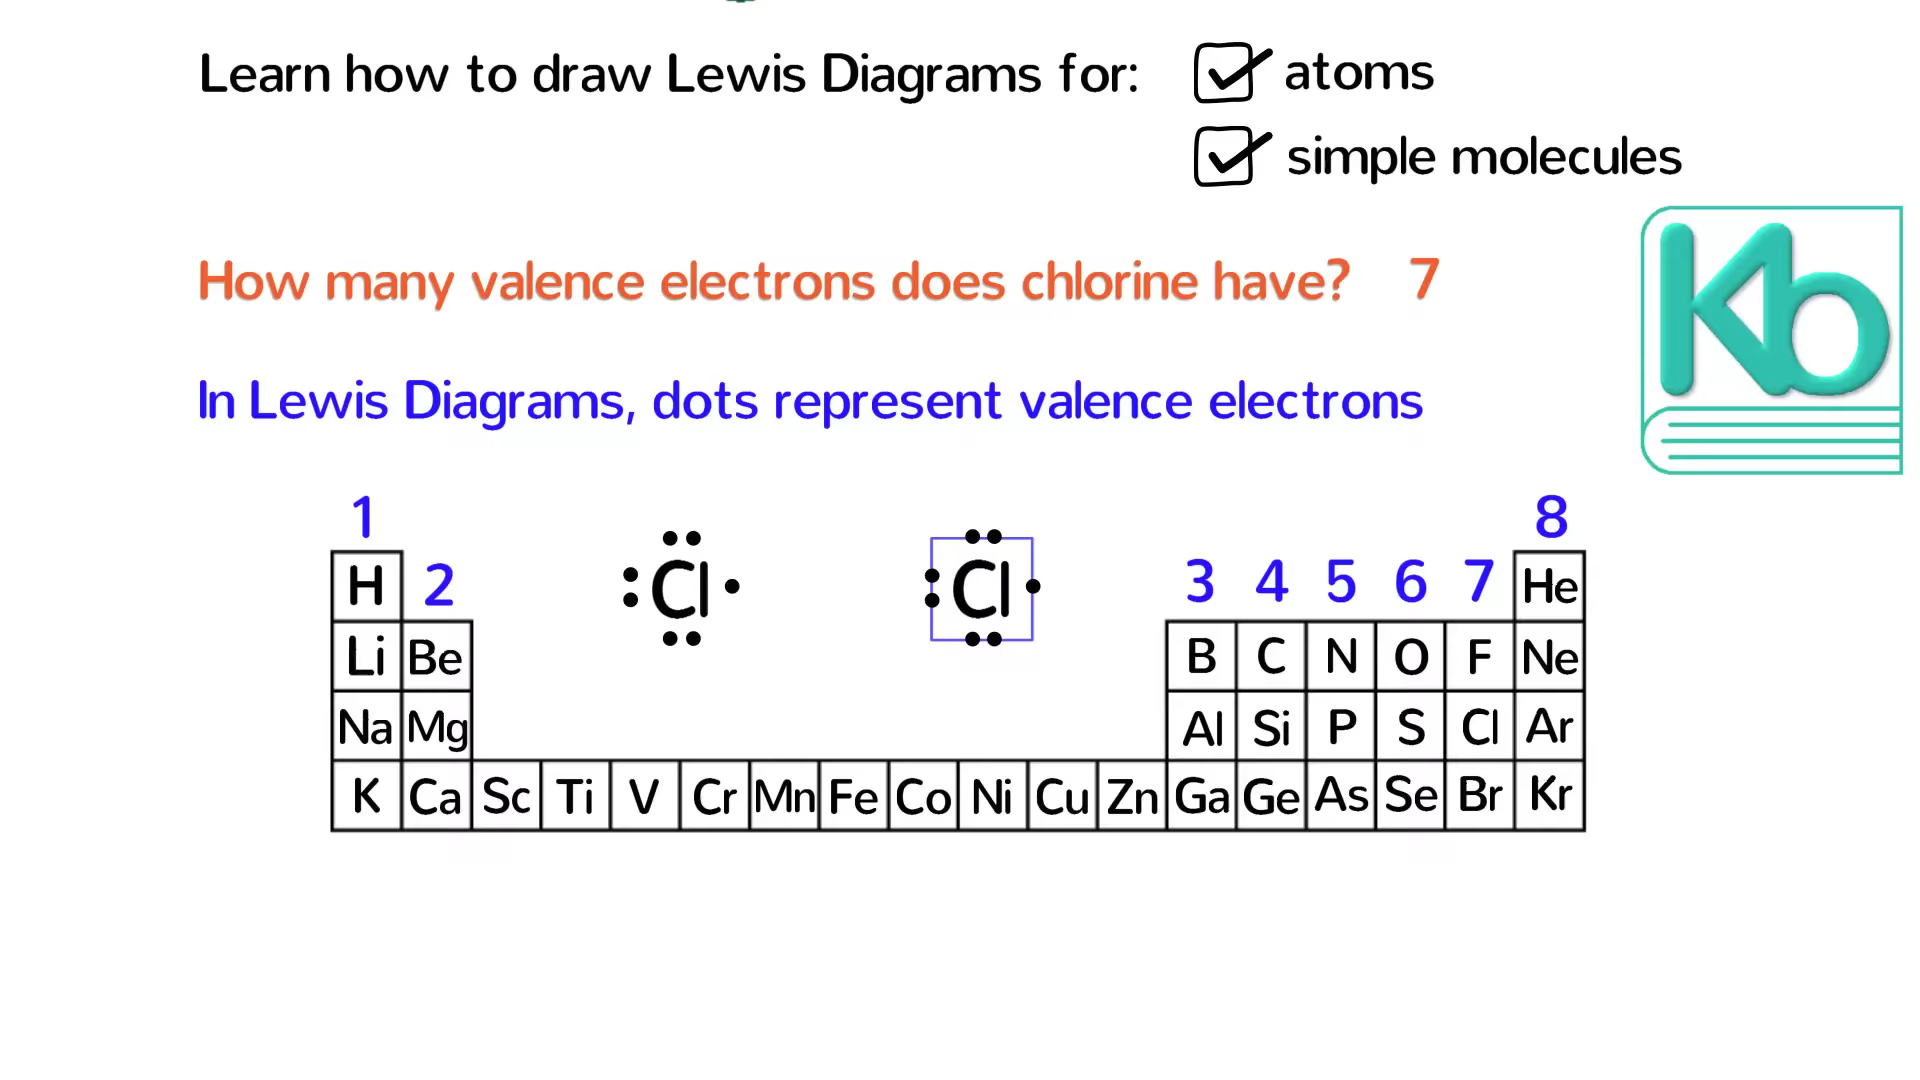 Learn how to draw Lewis Diagrams for: atoms
simple molecules
How many valence electrons does chlorine have? 7
In Lewis Diagrams, dots represent valence electrons
Ko
1 8
H 2 Cl Cl 3 4 5 6 7 He
Li Be B C N O F Ne
Na Mg Al Si P S Cl Ar
K Ca Sc Ti V Cr Mn Fe Co Ni Cu Zn Ga Ge As Se Br Kr